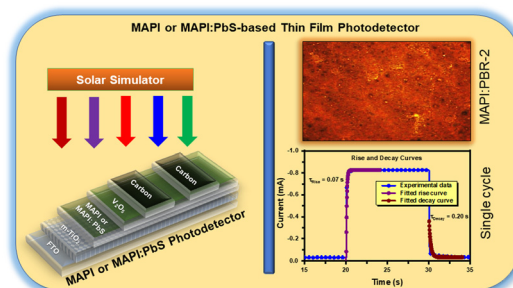 MAPI or MAPI:PbS-based Thin Film Photodetector
Solar Simulator
Carbon
Carbon
V₂O₅
MAPI or
MAPI: PbS
m-TiO₂
FTO
MAPI or MAPI:PbS Photodetector
MAPI:PBR-2
Rise and Decay Curves
τRise = 0.07 s
Experimental data
Fitted rise curve
Fitted decay curve
τDecay = 0.20 s
Single cycle
Current (mA)
-1.0
-0.8
-0.6
-0.4
-0.2
0.0
15
20
25
30
35
Time (s)